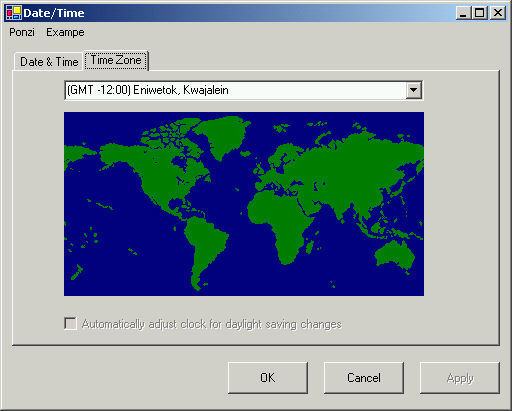 Date/Time
Ponzi Exampe
Date & Time Time Zone
(GMT -12:00) Eniwetok, Kwajalein
Automatically adjust clock for daylight saving changes
OK Cancel Apply